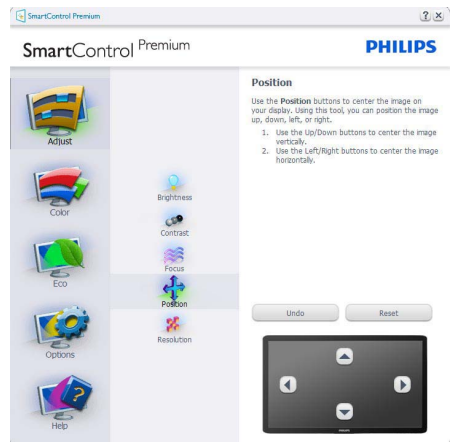 SmartControl Premium
? ×
SmartControl Premium
PHILIPS
Adjust
Color
Eco
Options
Help
Brightness
Contrast
Focus
Position
Resolution
Position
Use the Position buttons to center the image on
your display. Using this tool, you can position the image
up, down, left, or right.
1. Use the Up/Down buttons to center the image
vertically.
2. Use the Left/Right buttons to center the image
horizontally.
Undo
Reset
PHILIPS